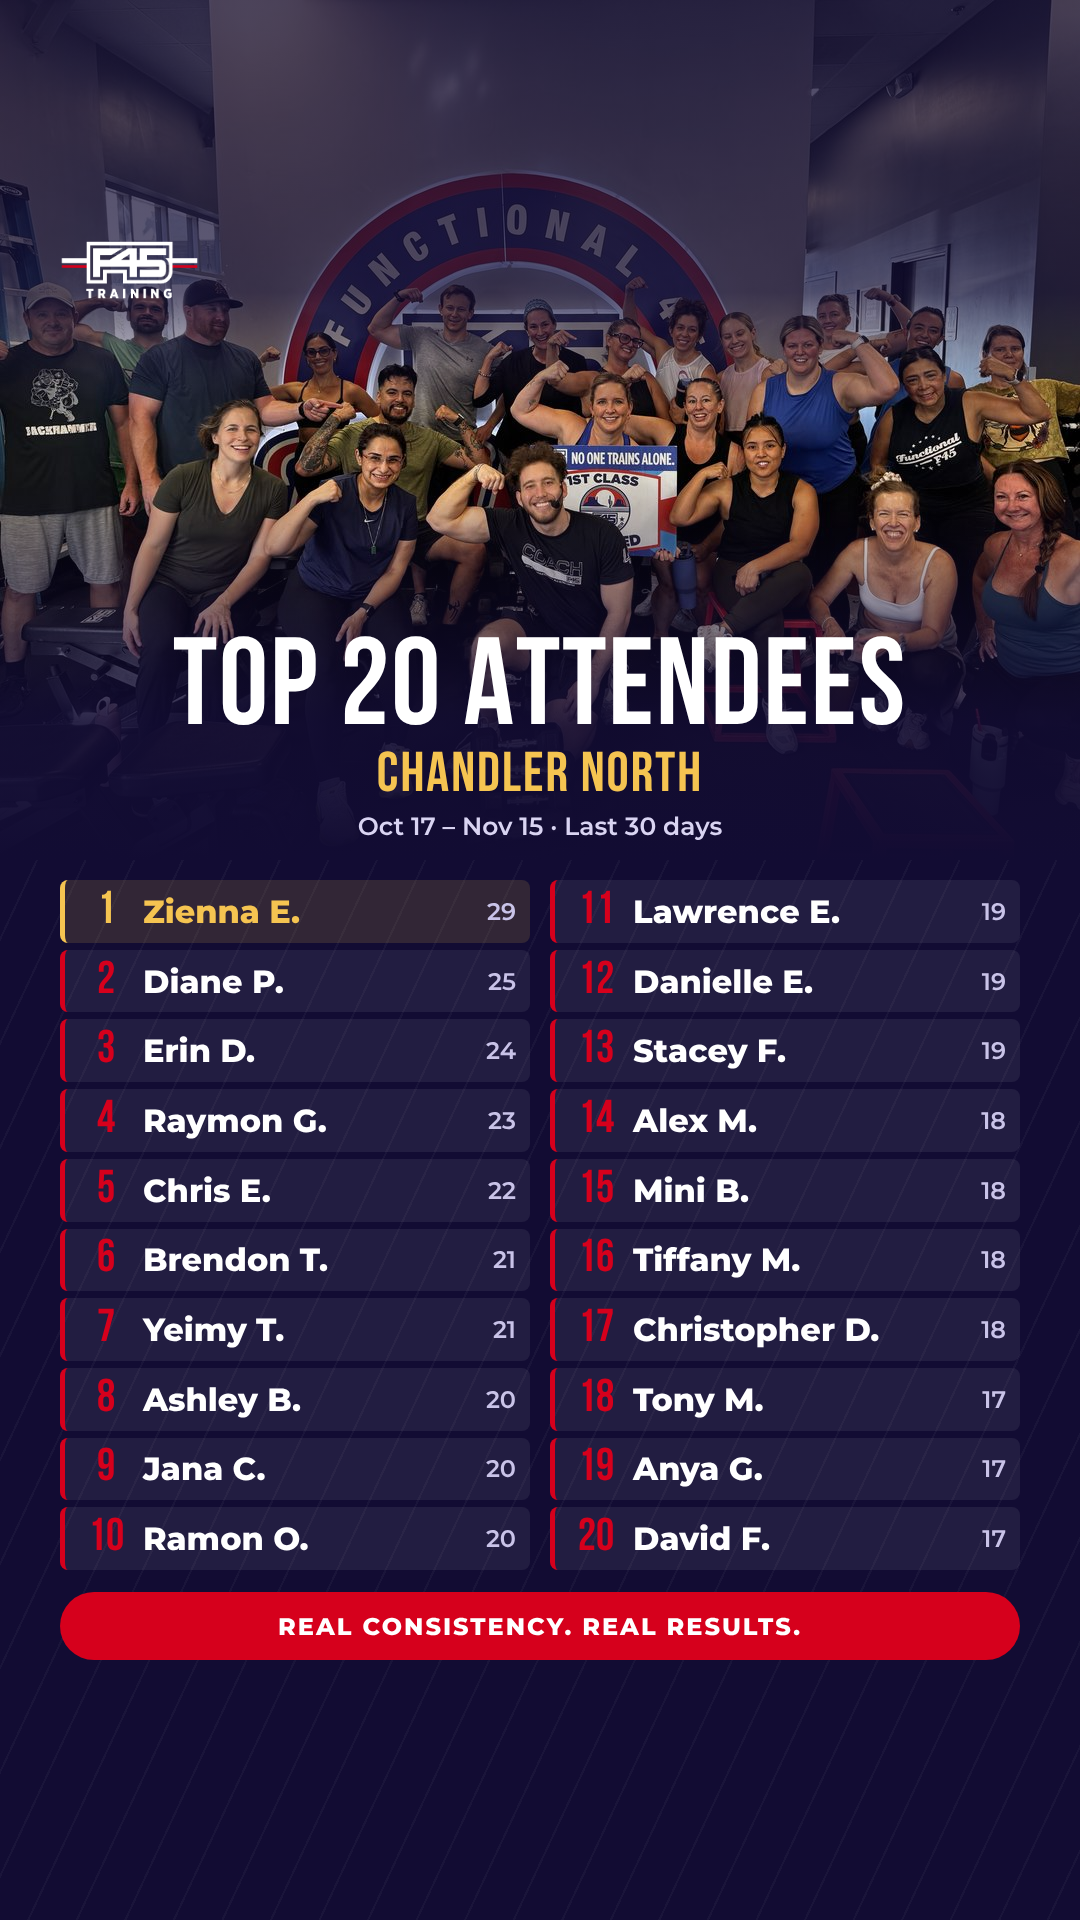 FUNCTIONAL 4
F45
TRAINING
JACKHAMMER
Functional
F45
NO ONE TRAINS ALONE.
1ST CLASS
F45
ED
COACH
TOP 20 ATTENDEES
CHANDLER NORTH
Oct 17 – Nov 15 · Last 30 days
1 Zienna E. 29
2 Diane P. 25
3 Erin D. 24
4 Raymon G. 23
5 Chris E. 22
6 Brendon T. 21
7 Yeimy T. 21
8 Ashley B. 20
9 Jana C. 20
10 Ramon O. 20
11 Lawrence E. 19
12 Danielle E. 19
13 Stacey F. 19
14 Alex M. 18
15 Mini B. 18
16 Tiffany M. 18
17 Christopher D. 18
18 Tony M. 17
19 Anya G. 17
20 David F. 17
REAL CONSISTENCY. REAL RESULTS.